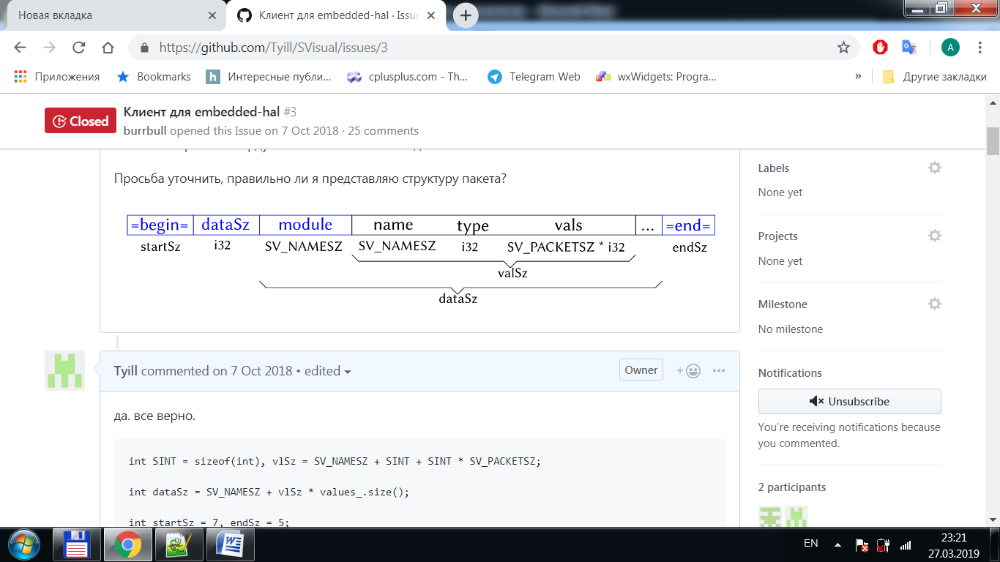 Новая вкладка
Клиент для embedded-hal · Issue
https://github.com/Tyill/SVisual/issues/3
A
Приложения
Bookmarks
Интересные публи...
cplusplus.com - Th...
Telegram Web
wxWidgets: Progra...
»
Другие закладки
Closed
Клиент для embedded-hal #3
burrbull opened this Issue on 7 Oct 2018 · 25 comments
Просьба уточнить, правильно ли я представляю структуру пакета?
=begin= dataSz module name type vals ... =end=
startSz i32 SV_NAMESZ SV_NAMESZ i32 SV_PACKETSZ * i32 endSz
valSz
dataSz
Tyill commented on 7 Oct 2018 • edited
Owner
да. все верно.
int SINT = sizeof(int), vlSz = SV_NAMESZ + SINT + SINT * SV_PACKETSZ;
int dataSz = SV_NAMESZ + vlSz * values_.size();
int startSz = 7, endSz = 5;
Labels
None yet
Projects
None yet
Milestone
No milestone
Notifications
Unsubscribe
You're receiving notifications because
you commented.
2 participants
EN
23:21
27.03.2019